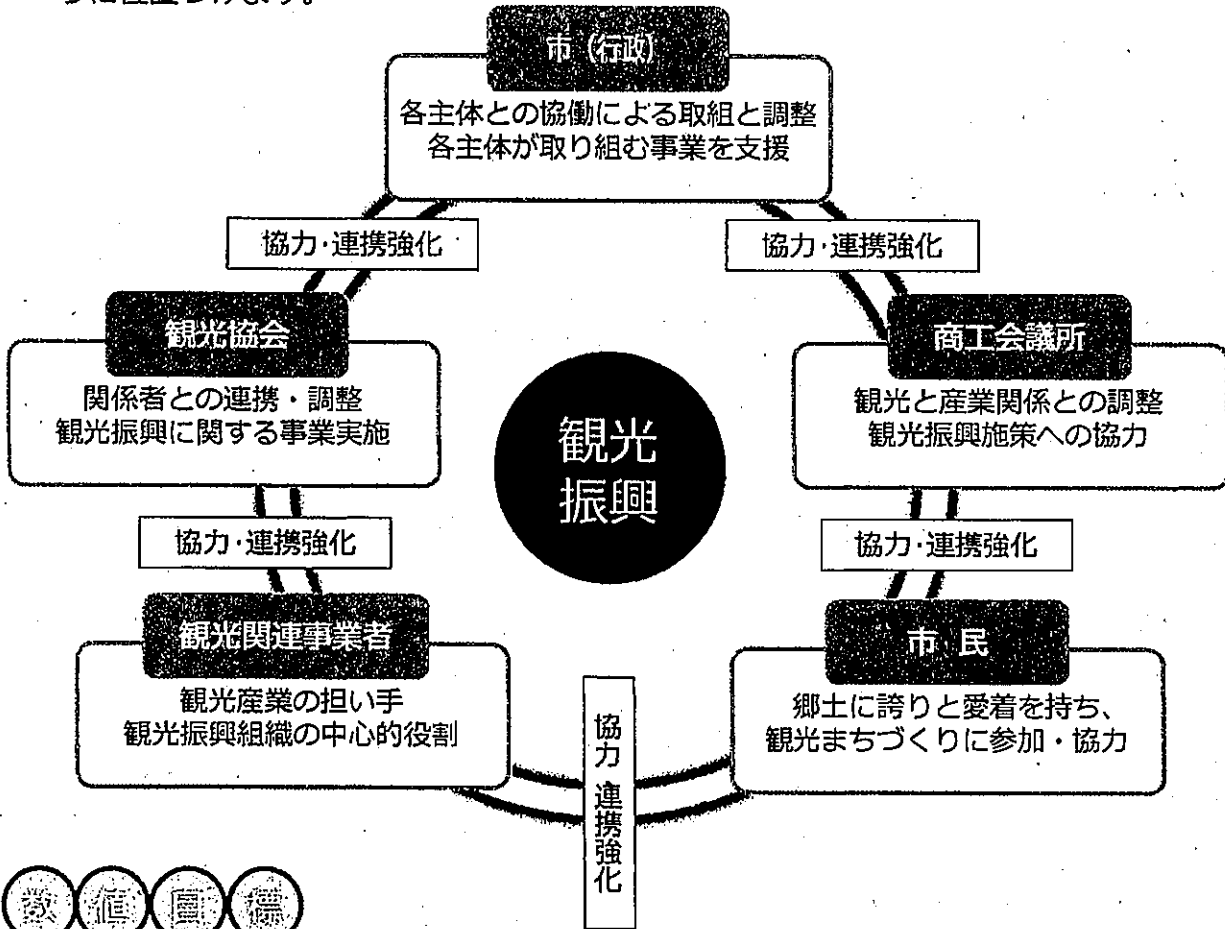 市（行政）
各主体との協働による取組と調整
各主体が取り組む事業を支援
協力・連携強化
協力・連携強化
観光協会
関係者との連携・調整
観光振興に関する事業実施
商工会議所
観光と産業関係との調整
観光振興施策への協力
観光
振興
協力・連携強化
協力・連携強化
観光関連事業者
観光産業の担い手
観光振興組織の中心的役割
市 民
郷土に誇りと愛着を持ち、
観光まちづくりに参加・協力
協力 連携強化
数値目標